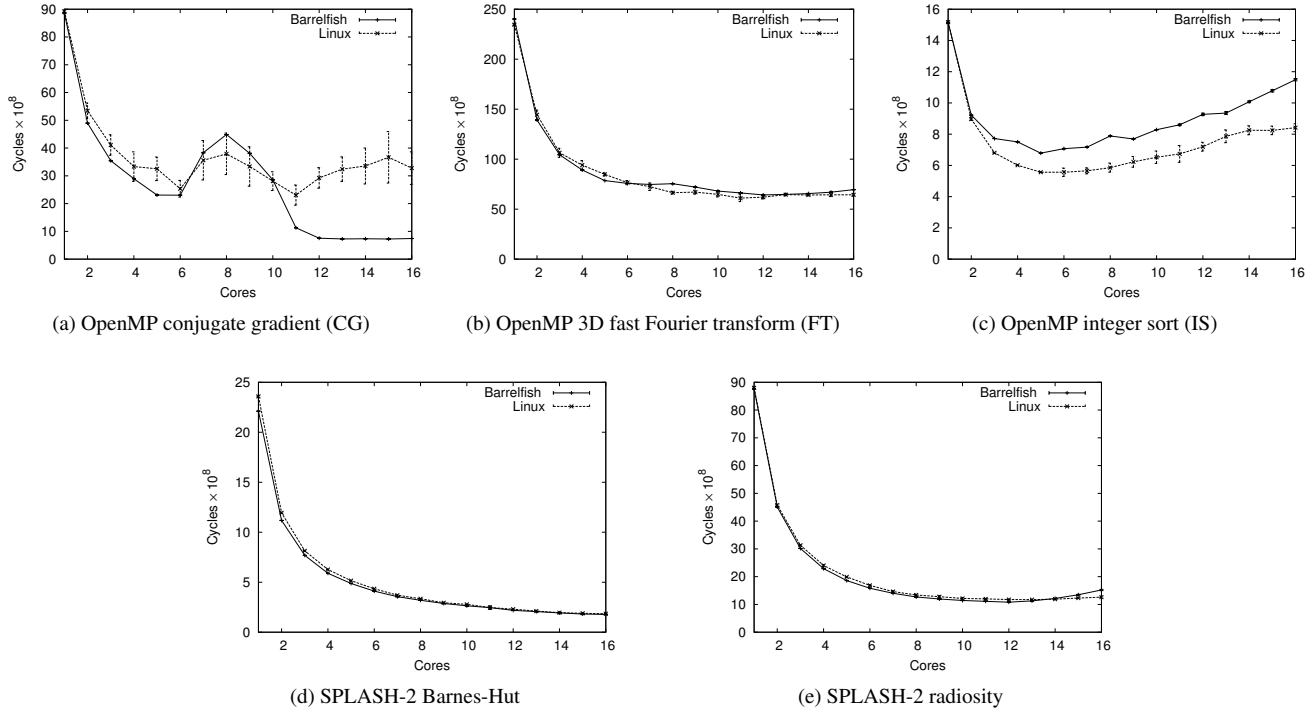 90
80
70
60
50
40
30
20
10
0
Cycles × 10^8
2 4 6 8 10 12 14 16
Cores
Barrelfish
Linux
(a) OpenMP conjugate gradient (CG)
250
200
150
100
50
0
Cycles × 10^8
2 4 6 8 10 12 14 16
Cores
Barrelfish
Linux
(b) OpenMP 3D fast Fourier transform (FT)
16
14
12
10
8
6
4
2
0
Cycles × 10^8
2 4 6 8 10 12 14 16
Cores
Barrelfish
Linux
(c) OpenMP integer sort (IS)
25
20
15
10
5
0
Cycles × 10^8
2 4 6 8 10 12 14 16
Cores
Barrelfish
Linux
(d) SPLASH-2 Barnes-Hut
90
80
70
60
50
40
30
20
10
0
Cycles × 10^8
2 4 6 8 10 12 14 16
Cores
Barrelfish
Linux
(e) SPLASH-2 radiosity